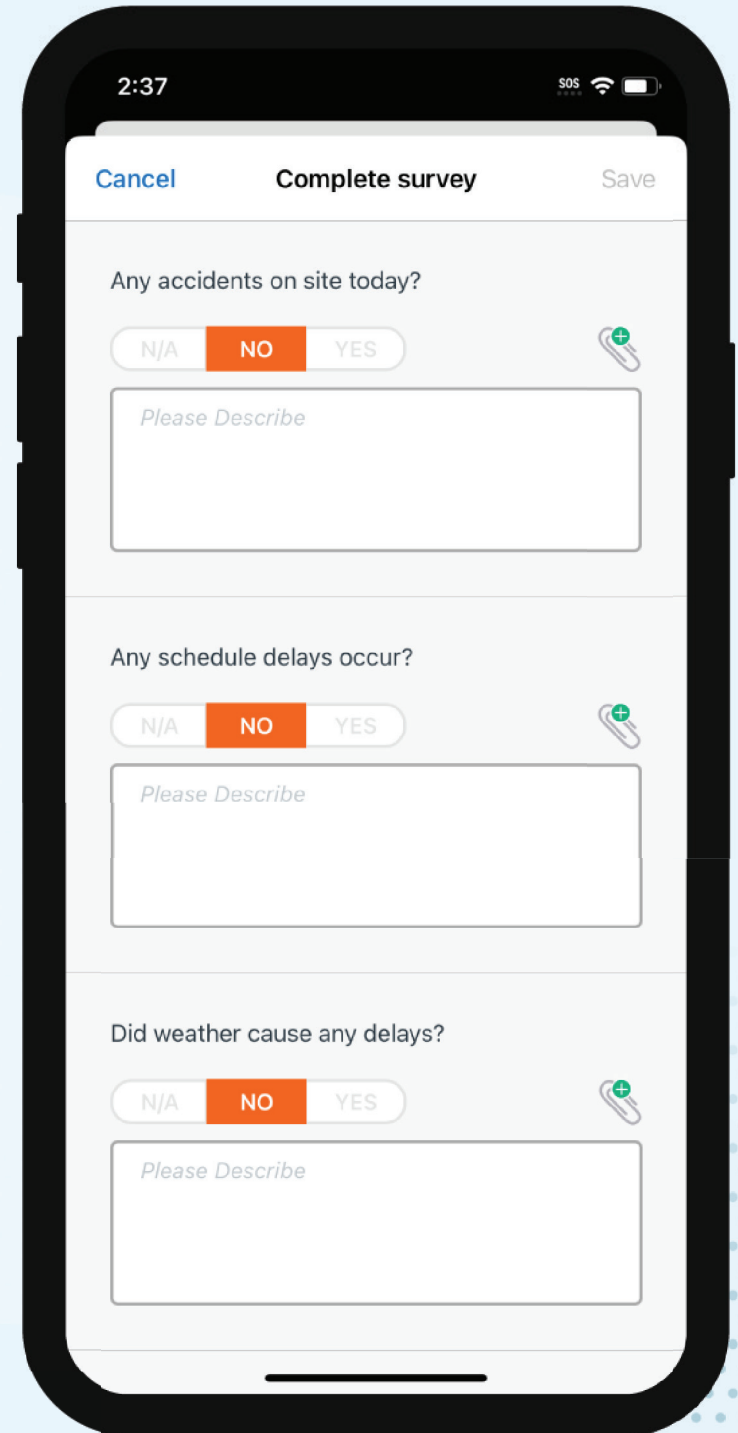 2:37 SOS
Cancel Complete survey Save
Any accidents on site today?
N/A NO YES
Please Describe
Any schedule delays occur?
N/A NO YES
Please Describe
Did weather cause any delays?
N/A NO YES
Please Describe